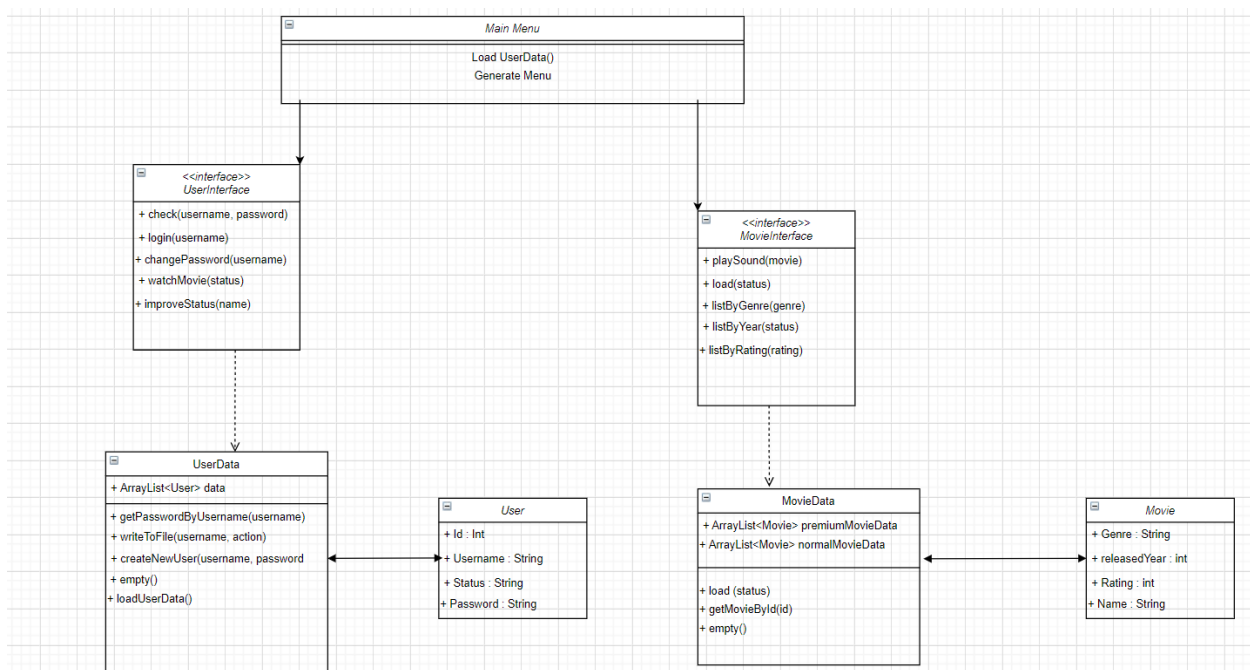 Main Menu
Load UserData()
Generate Menu
<<interface>>
UserInterface
+ check(username, password)
+ login(username)
+ changePassword(username)
+ watchMovie(status)
+ improveStatus(name)
<<interface>>
MovieInterface
+ playSound(movie)
+ load(status)
+ listByGenre(genre)
+ listByYear(status)
+ listByRating(rating)
UserData
+ ArrayList<User> data
+ getPasswordByUsername(username)
+ writeToFile(username, action)
+ createNewUser(username, password
+ empty()
+ loadUserData()
User
+ Id : Int
+ Username : String
+ Status : String
+ Password : String
MovieData
+ ArrayList<Movie> premiumMovieData
+ ArrayList<Movie> normalMovieData
+ load (status)
+ getMovieById(id)
+ empty()
Movie
+ Genre : String
+ releasedYear : int
+ Rating : int
+ Name : String